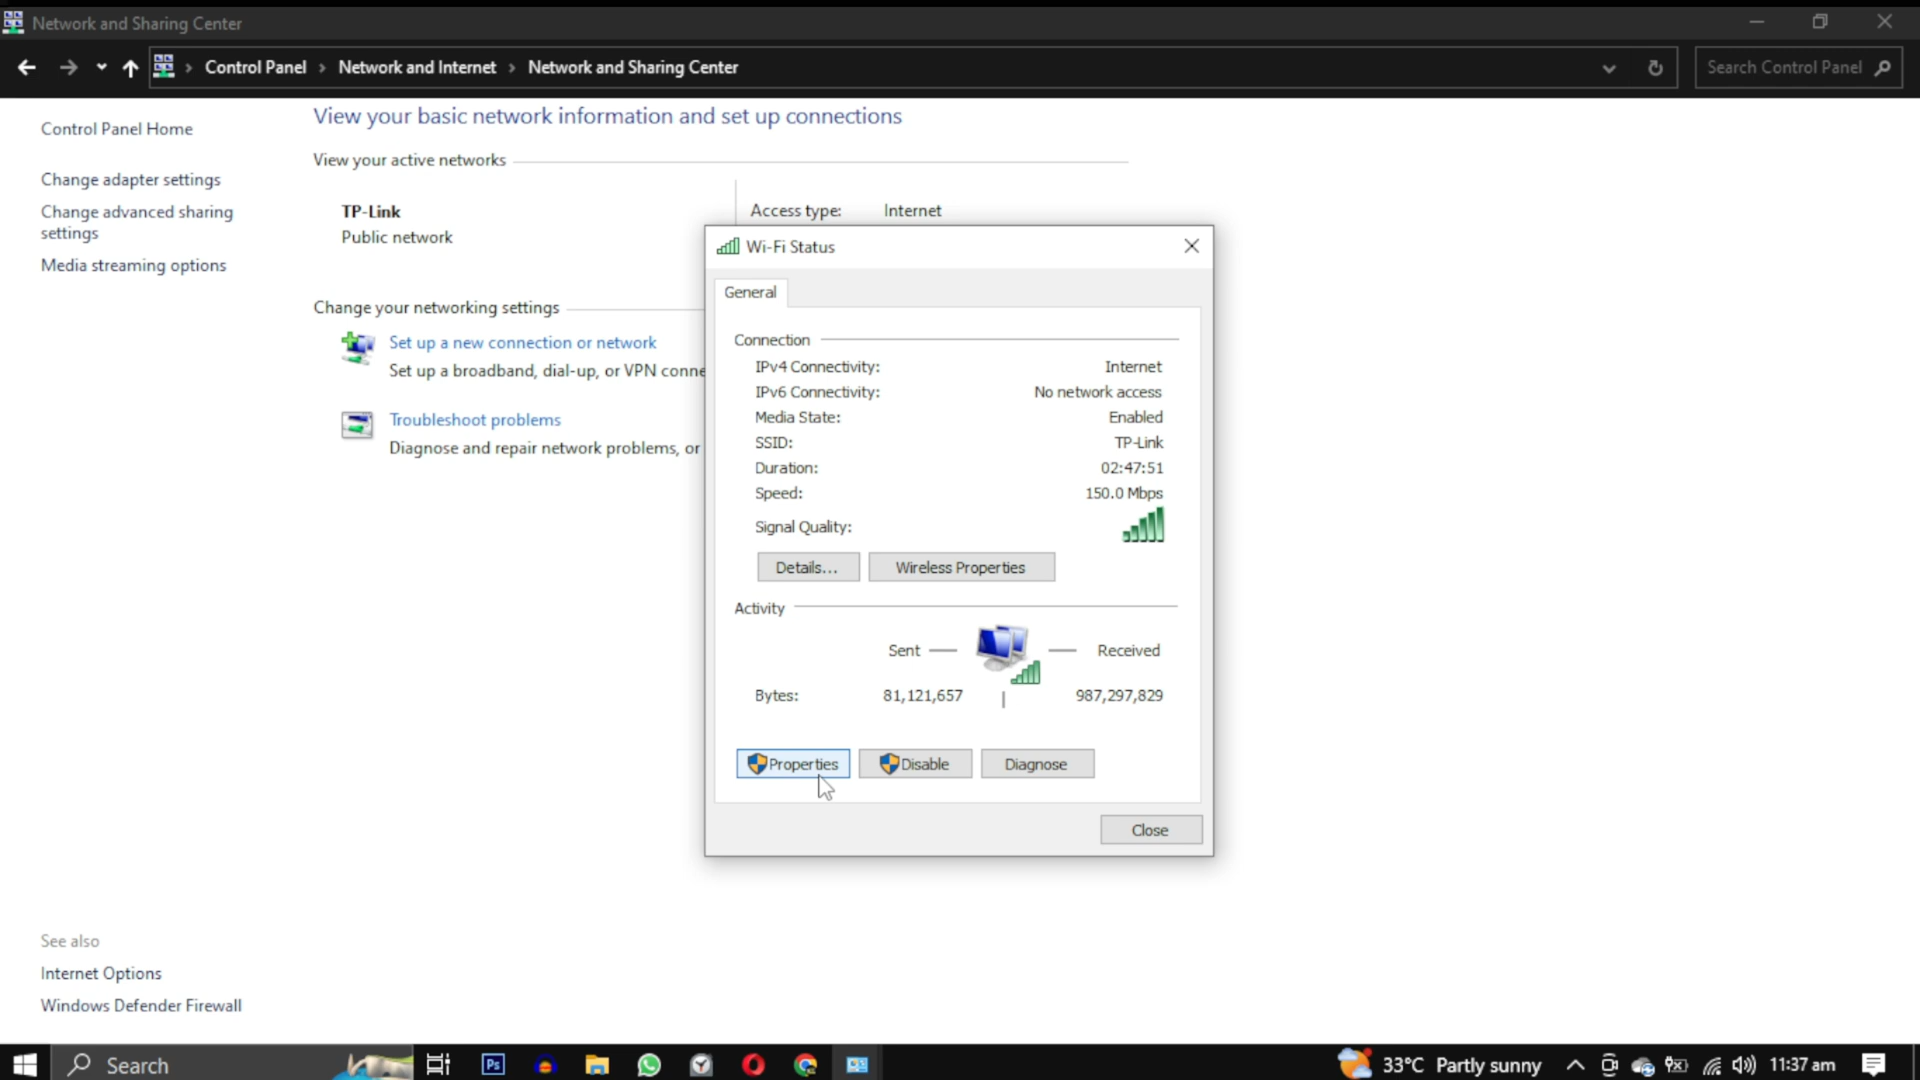 Network and Sharing Center
Control Panel > Network and Internet > Network and Sharing Center
Search Control Panel
Control Panel Home
Change adapter settings
Change advanced sharing
settings
Media streaming options
View your basic network information and set up connections
View your active networks
TP-Link
Public network
Access type: Internet
Change your networking settings
Set up a new connection or network
Set up a broadband, dial-up, or VPN conne
Troubleshoot problems
Diagnose and repair network problems, or
Wi-Fi Status
General
Connection
IPv4 Connectivity: Internet
IPv6 Connectivity: No network access
Media State: Enabled
SSID: TP-Link
Duration: 02:47:51
Speed: 150.0 Mbps
Signal Quality:
Details...
Wireless Properties
Activity
Sent — Received
Bytes: 81,121,657 | 987,297,829
Properties
Disable
Diagnose
Close
See also
Internet Options
Windows Defender Firewall
Search
Ps
33°C Partly sunny
11:37 am